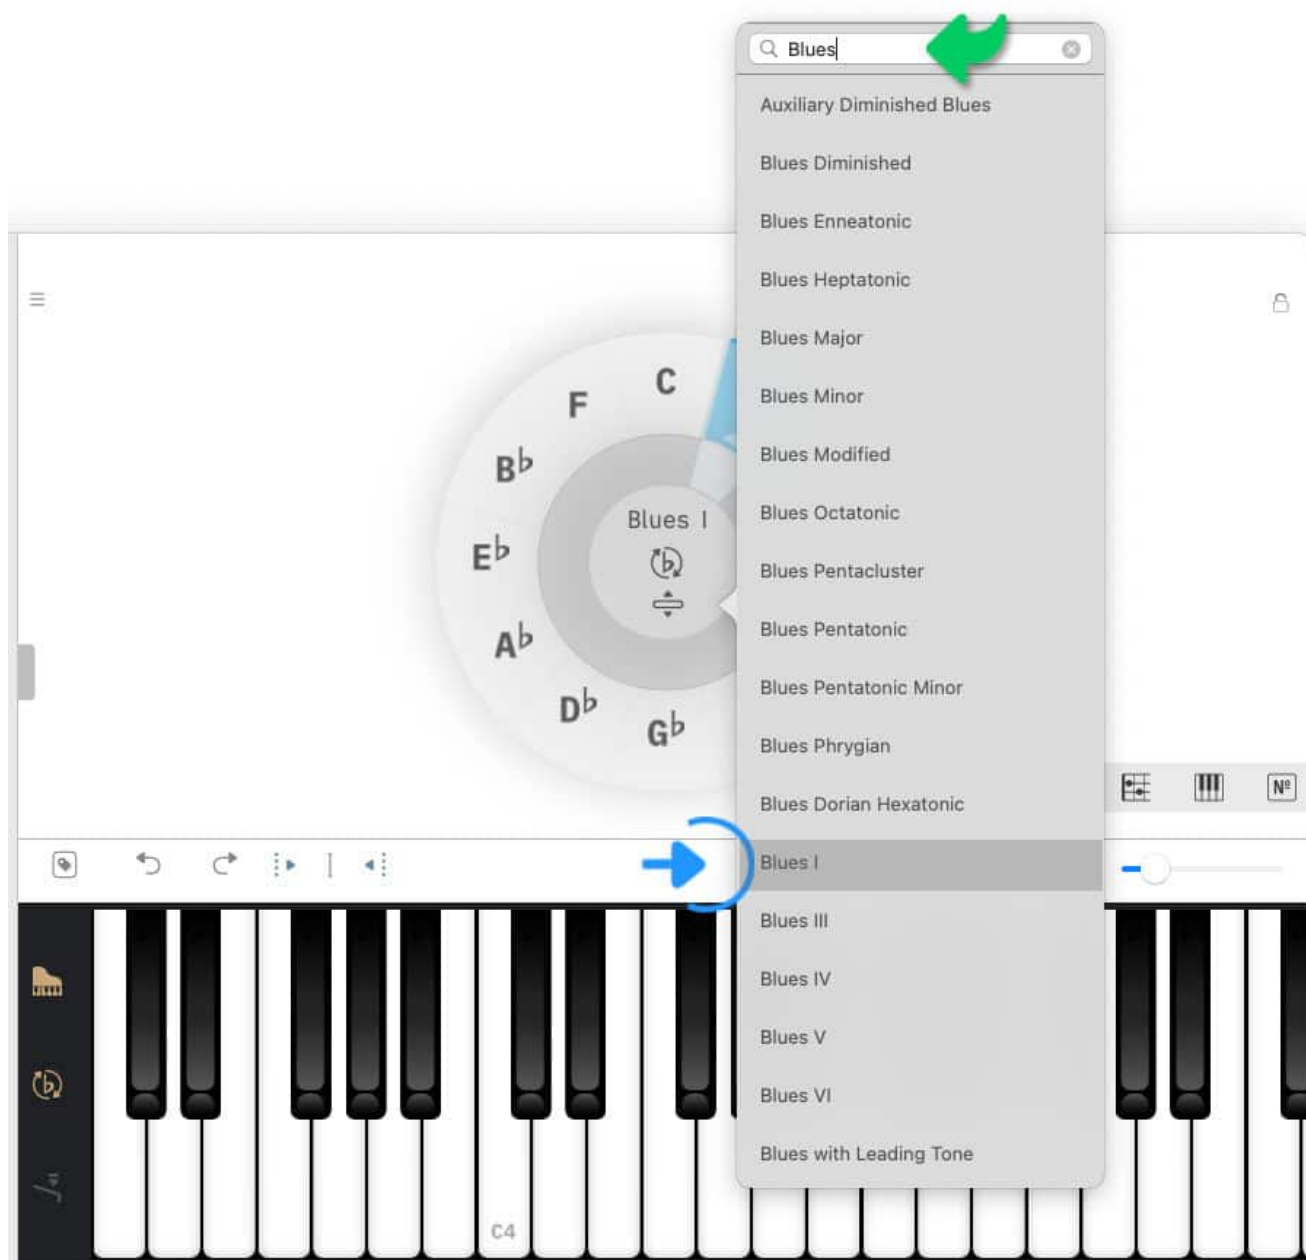 Blues
Auxiliary Diminished Blues
Blues Diminished
Blues Enneatonic
Blues Heptatonic
Blues Major
Blues Minor
Blues Modified
Blues Octatonic
Blues Pentacluster
Blues Pentatonic
Blues Pentatonic Minor
Blues Phrygian
Blues Dorian Hexatonic
Blues I
Blues III
Blues IV
Blues V
Blues VI
Blues with Leading Tone
C
F
B♭
E♭
A♭
D♭
G♭
Blues I
♭
Nº
♭
C4